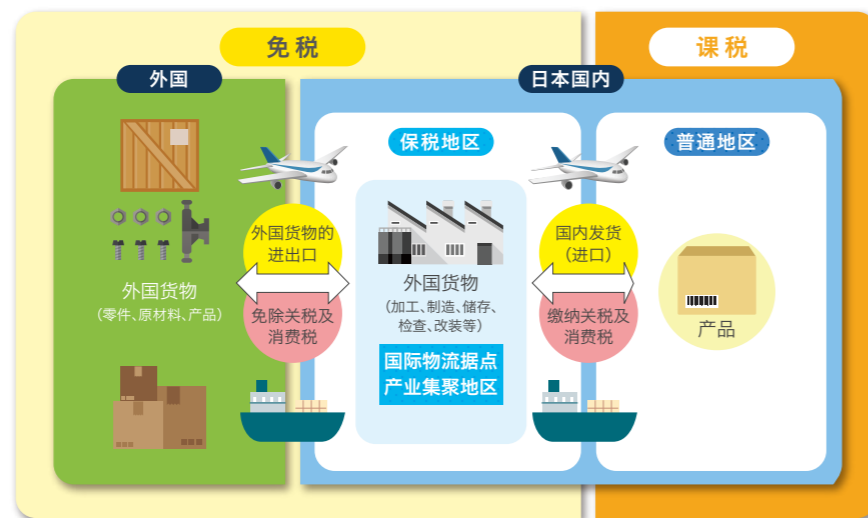 免税
课税
外国
日本国内
保税地区
普通地区
外国货物的
进出口
免除关税及
消费税
外国货物
（零件、原材料、产品）
外国货物
（加工、制造、储存、
检查、改装等）
国际物流据点
产业集聚地区
国内发货
（进口）
缴纳关税及
消费税
产品